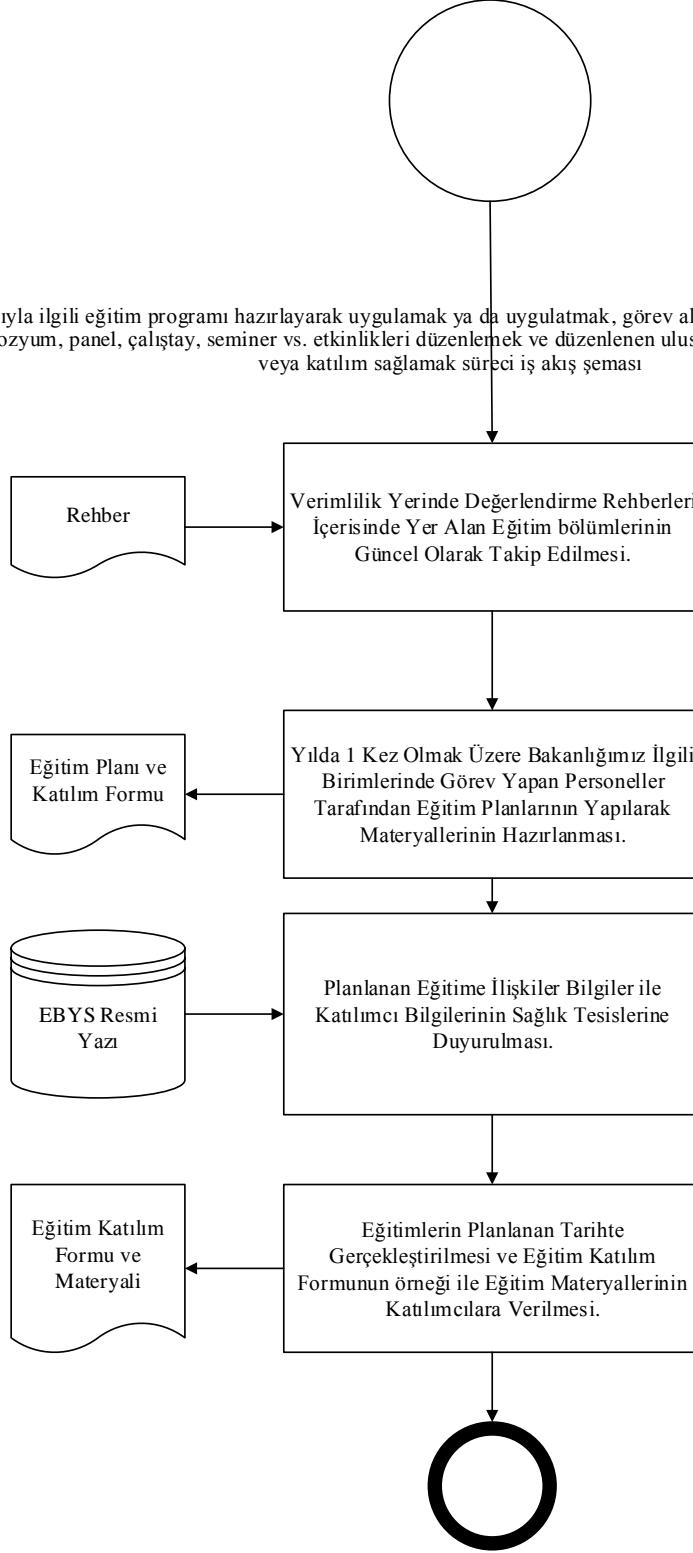 ıyla ilgili eğitim programı hazırlayarak uygulamak ya da uygulatmak, görev al
ozyum, panel, çalıştay, seminer vs. etkinlikleri düzenlemek ve düzenlenen ulus
veya katılım sağlamak süreci iş akış şeması
Rehber
Verimlilik Yerinde Değerlendirme Rehberleri
İçerisinde Yer Alan Eğitim bölümlerinin
Güncel Olarak Takip Edilmesi.
Eğitim Planı ve
Katılım Formu
Yılda 1 Kez Olmak Üzere Bakanlığımız İlgili
Birimlerinde Görev Yapan Personeller
Tarafından Eğitim Planlarının Yapılarak
Materyallerinin Hazırlanması.
EBYS Resmi
Yazı
Planlanan Eğitime İlişkiler Bilgiler ile
Katılımcı Bilgilerinin Sağlık Tesislerine
Duyurulması.
Eğitim Katılım
Formu ve
Materyali
Eğitimlerin Planlanan Tarihte
Gerçekleştirilmesi ve Eğitim Katılım
Formunun örneği ile Eğitim Materyallerinin
Katılımcılara Verilmesi.